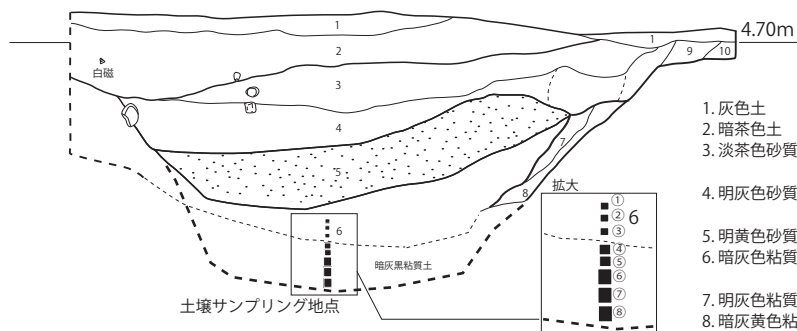 4.70m
1
1
2
9
10
白磁
3
4
5
7
8
6
暗灰黒粘質土
土壌サンプリング地点
拡大
①
②
6
③
④
⑤
⑥
⑦
⑧
1. 灰色土
2. 暗茶色土
3. 淡茶色砂質
4. 明灰色砂質
5. 明黄色砂質
6. 暗灰色粘質
7. 明灰色粘質
8. 暗灰黄色粘